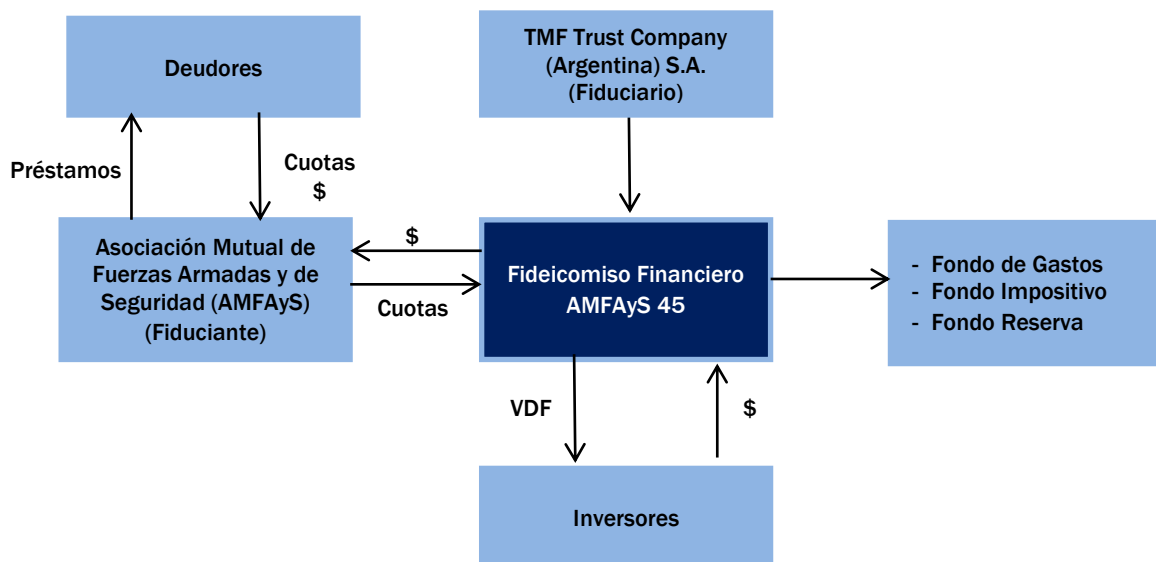 Deudores
TMF Trust Company
(Argentina) S.A.
(Fiduciario)
Préstamos
Cuotas
$
Asociación Mutual de
Fuerzas Armadas y de
Seguridad (AMFAyS)
(Fiduciante)
$
Cuotas
Fideicomiso Financiero
AMFAyS 45
- Fondo de Gastos
- Fondo Impositivo
- Fondo Reserva
VDF
$
Inversores